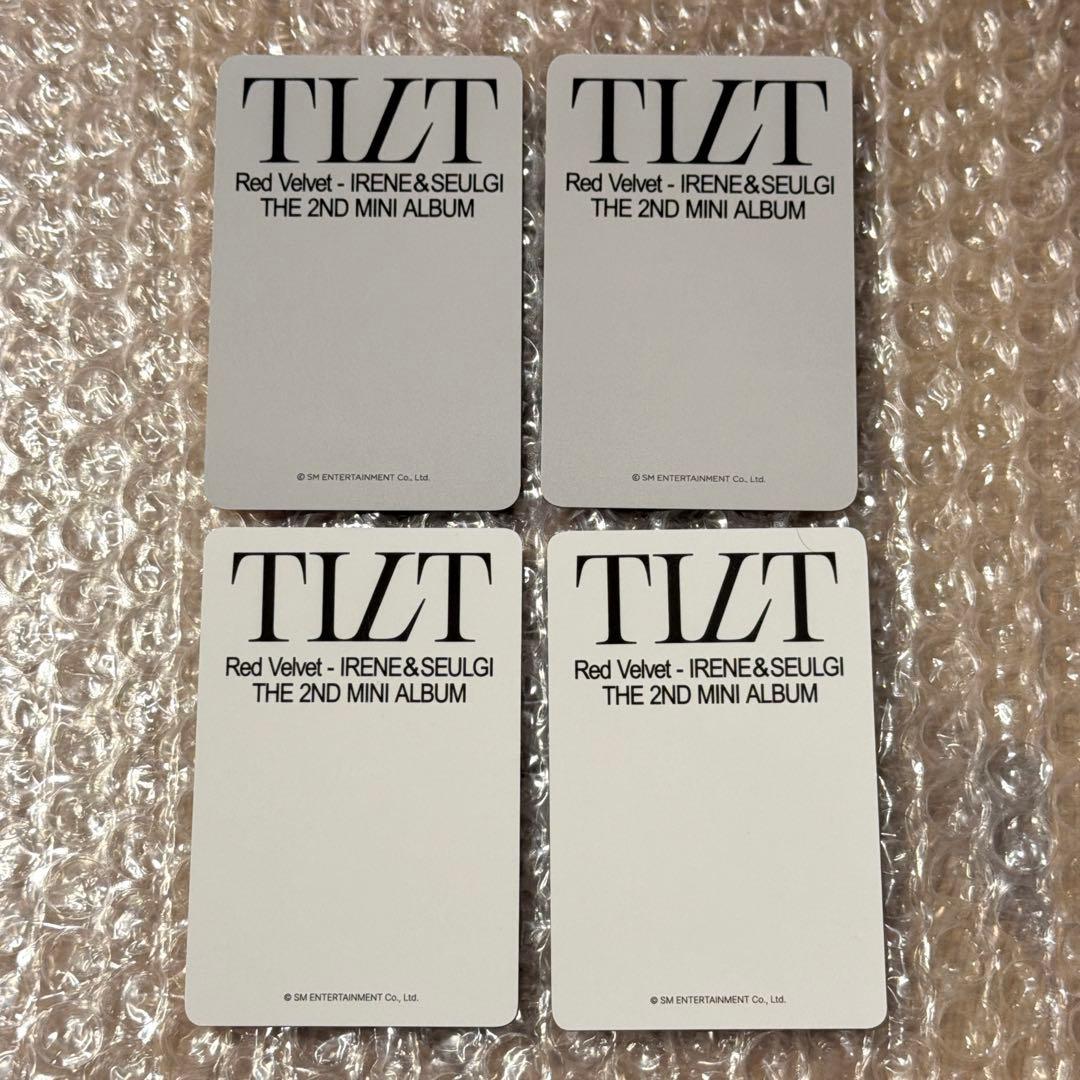 TILT
Red Velvet - IRENE&SEULGI
THE 2ND MINI ALBUM
© SM ENTERTAINMENT Co., Ltd.
TILT
Red Velvet - IRENE&SEULGI
THE 2ND MINI ALBUM
© SM ENTERTAINMENT Co., Ltd.
TILT
Red Velvet - IRENE&SEULGI
THE 2ND MINI ALBUM
© SM ENTERTAINMENT Co., Ltd.
TILT
Red Velvet - IRENE&SEULGI
THE 2ND MINI ALBUM
© SM ENTERTAINMENT Co., Ltd.